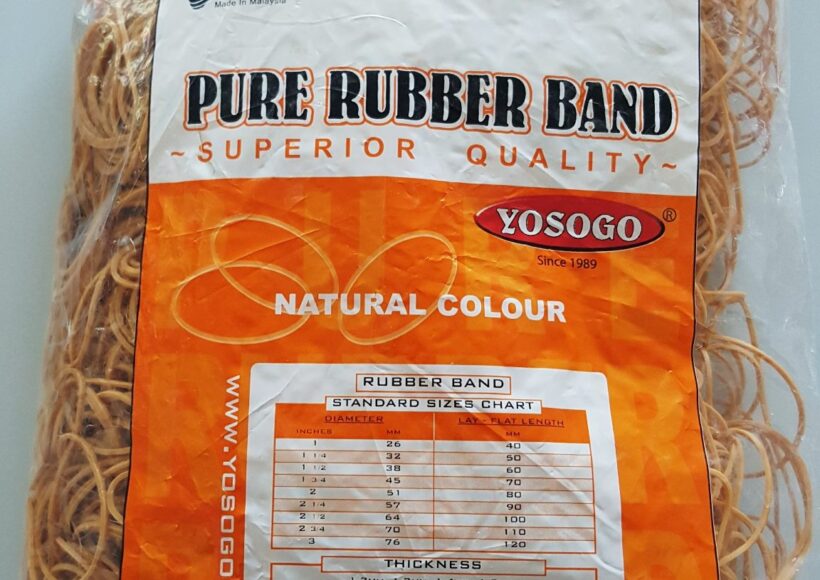 Made In Malaysia
PURE RUBBER BAND
~SUPERIOR QUALITY~
YOSOGO ®
Since 1989
NATURAL COLOUR
WWW.YOSOGO
RUBBER BAND
STANDARD SIZES CHART
DIAMETER LAY - FLAT LENGTH
INCHES MM MM
1 26 40
1 1/4 32 50
1 1/2 38 60
1 3/4 45 70
2 51 80
2 1/4 57 90
2 1/2 64 100
2 3/4 70 110
3 76 120
THICKNESS